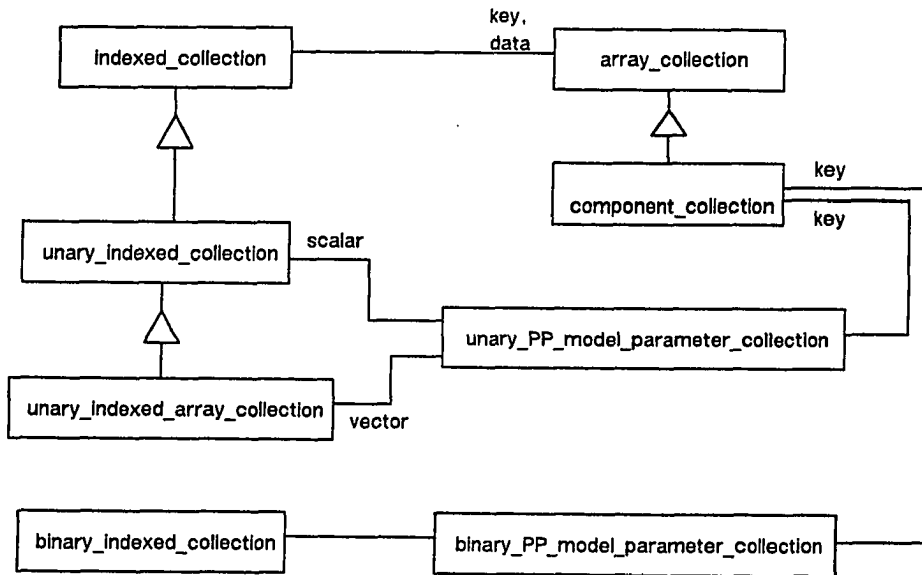 key,
data
indexed_collection
array_collection
key
component_collection
key
unary_indexed_collection
scalar
unary_PP_model_parameter_collection
unary_indexed_array_collection
vector
binary_indexed_collection
binary_PP_model_parameter_collection